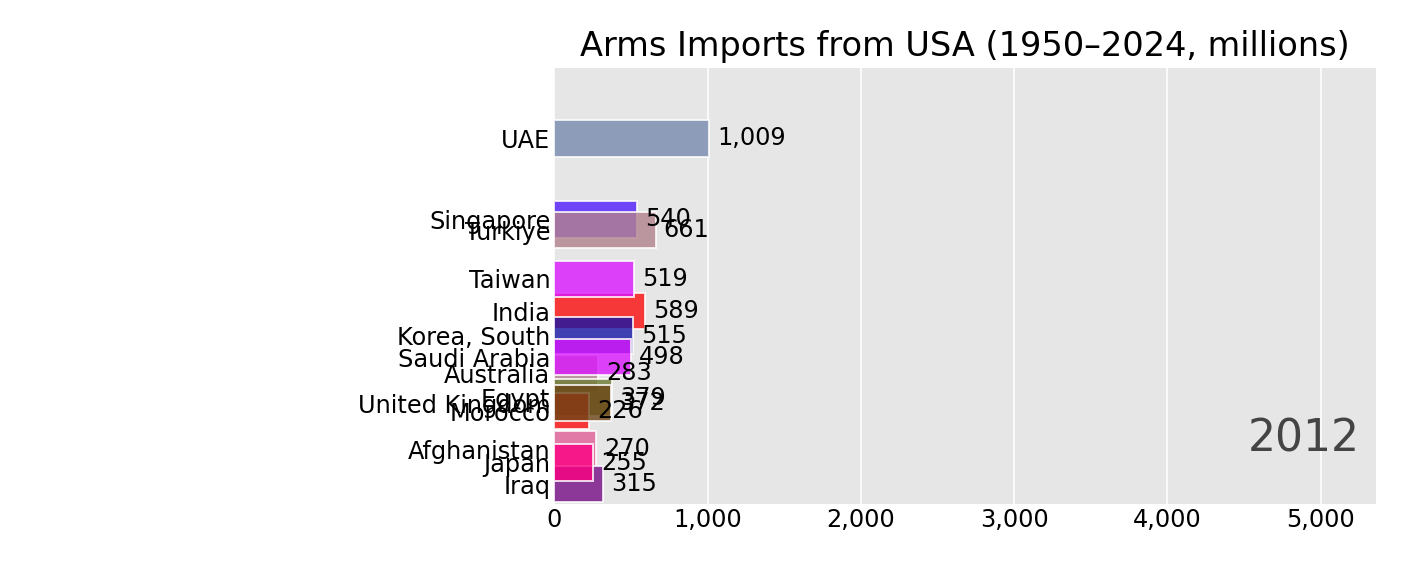 Arms Imports from USA (1950–2024, millions)
UAE 1,009
Singapore 540
Türkiye 661
Taiwan 519
India 589
Korea, South 515
Saudi Arabia 498
Australia 283
Egypt 379
United Kingdom 372
Morocco 226
Afghanistan 270
Japan 255
Iraq 315
2012
0 1,000 2,000 3,000 4,000 5,000